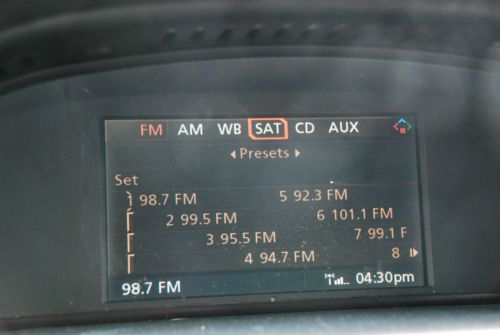 FM AM WB SAT CD AUX
Presets
Set
1 98.7 FM 5 92.3 FM
2 99.5 FM 6 101.1 FM
3 95.5 FM 7 99.1 F
4 94.7 FM 8
98.7 FM 04:30pm